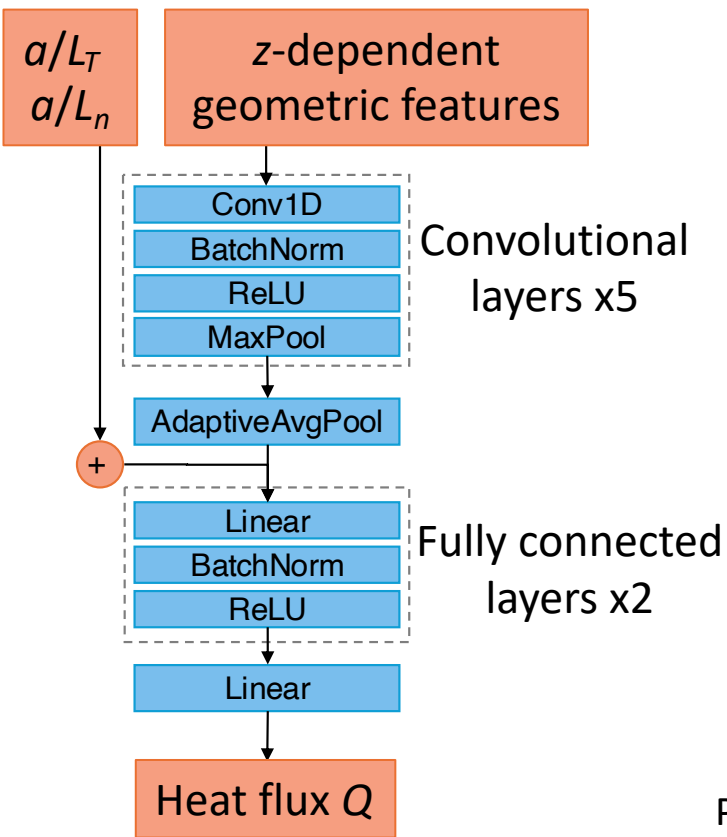 a/L_T
a/L_n
z-dependent
geometric features
Conv1D
BatchNorm
ReLU
MaxPool
Convolutional
layers x5
AdaptiveAvgPool
+
Linear
BatchNorm
ReLU
Fully connected
layers x2
Linear
Heat flux Q